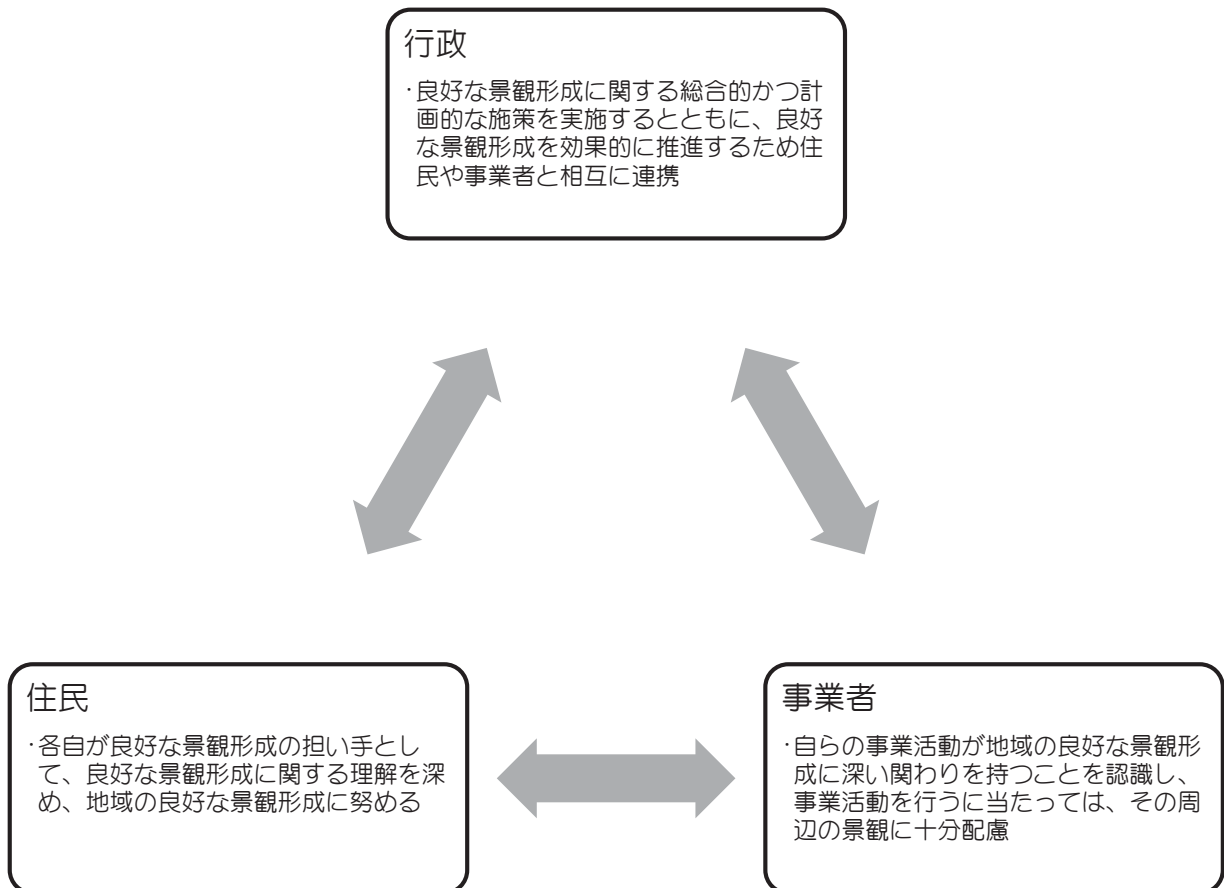 行政
・良好な景観形成に関する総合的かつ計
画的な施策を実施するとともに、良好
な景観形成を効果的に推進するため住
民や事業者と相互に連携
住民
・各自が良好な景観形成の担い手とし
て、良好な景観形成に関する理解を深
め、地域の良好な景観形成に努める
事業者
・自らの事業活動が地域の良好な景観形
成に深い関わりを持つことを認識し、
事業活動を行うに当たっては、その周
辺の景観に十分配慮